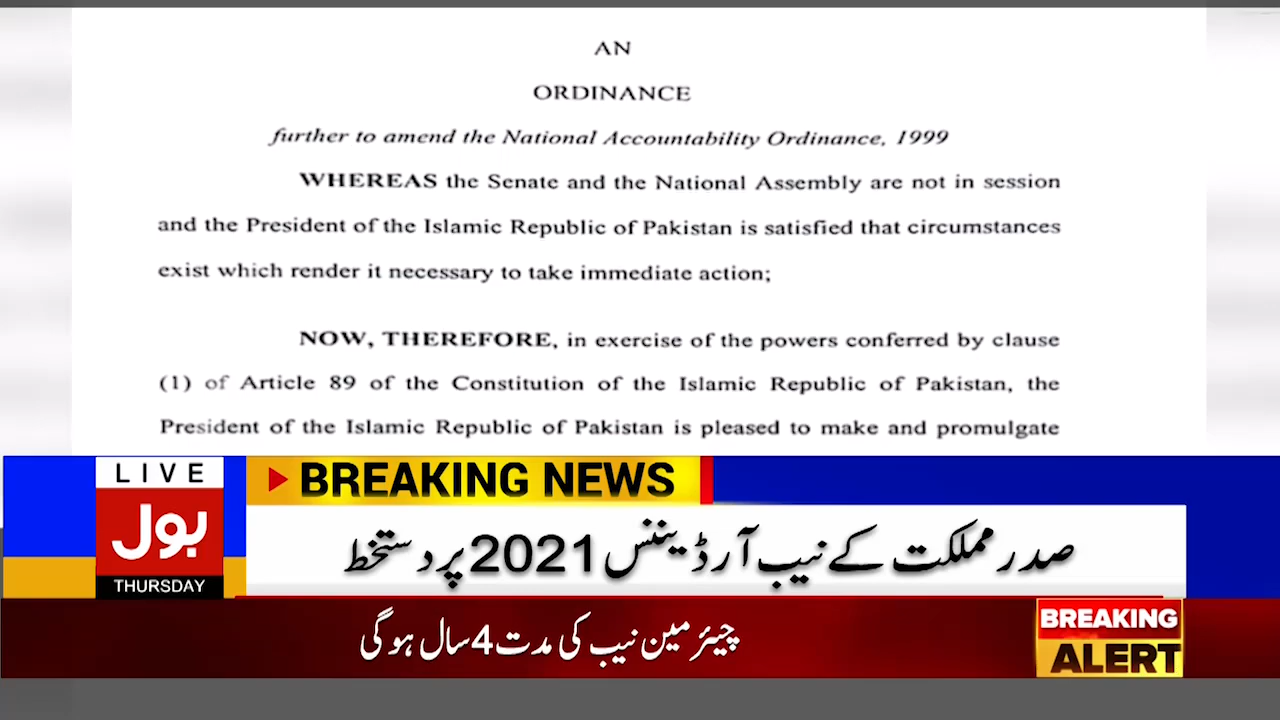 AN
ORDINANCE
further to amend the National Accountability Ordinance, 1999
WHEREAS the Senate and the National Assembly are not in session
and the President of the Islamic Republic of Pakistan is satisfied that circumstances
exist which render it necessary to take immediate action;
NOW, THEREFORE, in exercise of the powers conferred by clause
(1) of Article 89 of the Constitution of the Islamic Republic of Pakistan, the
President of the Islamic Republic of Pakistan is pleased to make and promulgate
LIVE
بول
THURSDAY
BREAKING NEWS
صدر مملکت کے نیب آرڈیننس 2021 پر دستخط
چیئرمین نیب کی مدت 4 سال ہوگی
BREAKING
ALERT